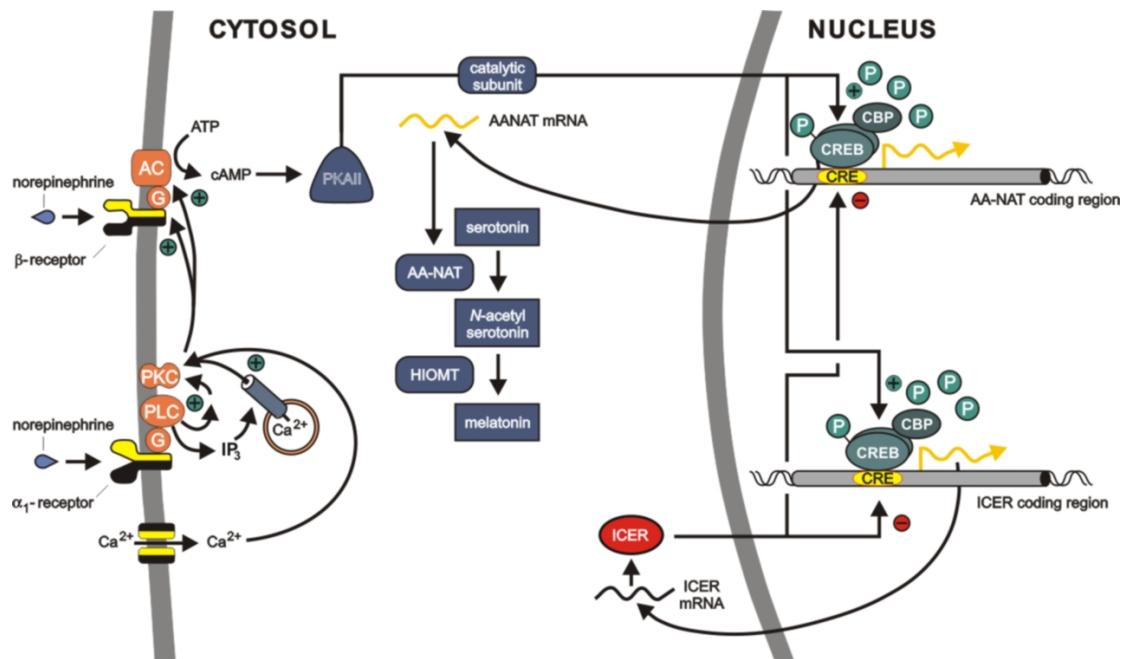 CYTOSOL
NUCLEUS
catalytic
subunit
ATP
AANAT mRNA
P
P
P
P
P
+
CBP
CREB
CRE
AC
cAMP
PKAII
G
+
norepinephrine
+
β-receptor
−
AA-NAT coding region
serotonin
AA-NAT
N-acetyl
serotonin
HIOMT
melatonin
PKC
+
PLC
+
Ca2+
norepinephrine
G
IP3
α1-receptor
Ca2+
Ca2+
+
P
P
P
P
P
CBP
CREB
CRE
ICER coding region
−
ICER
ICER
mRNA